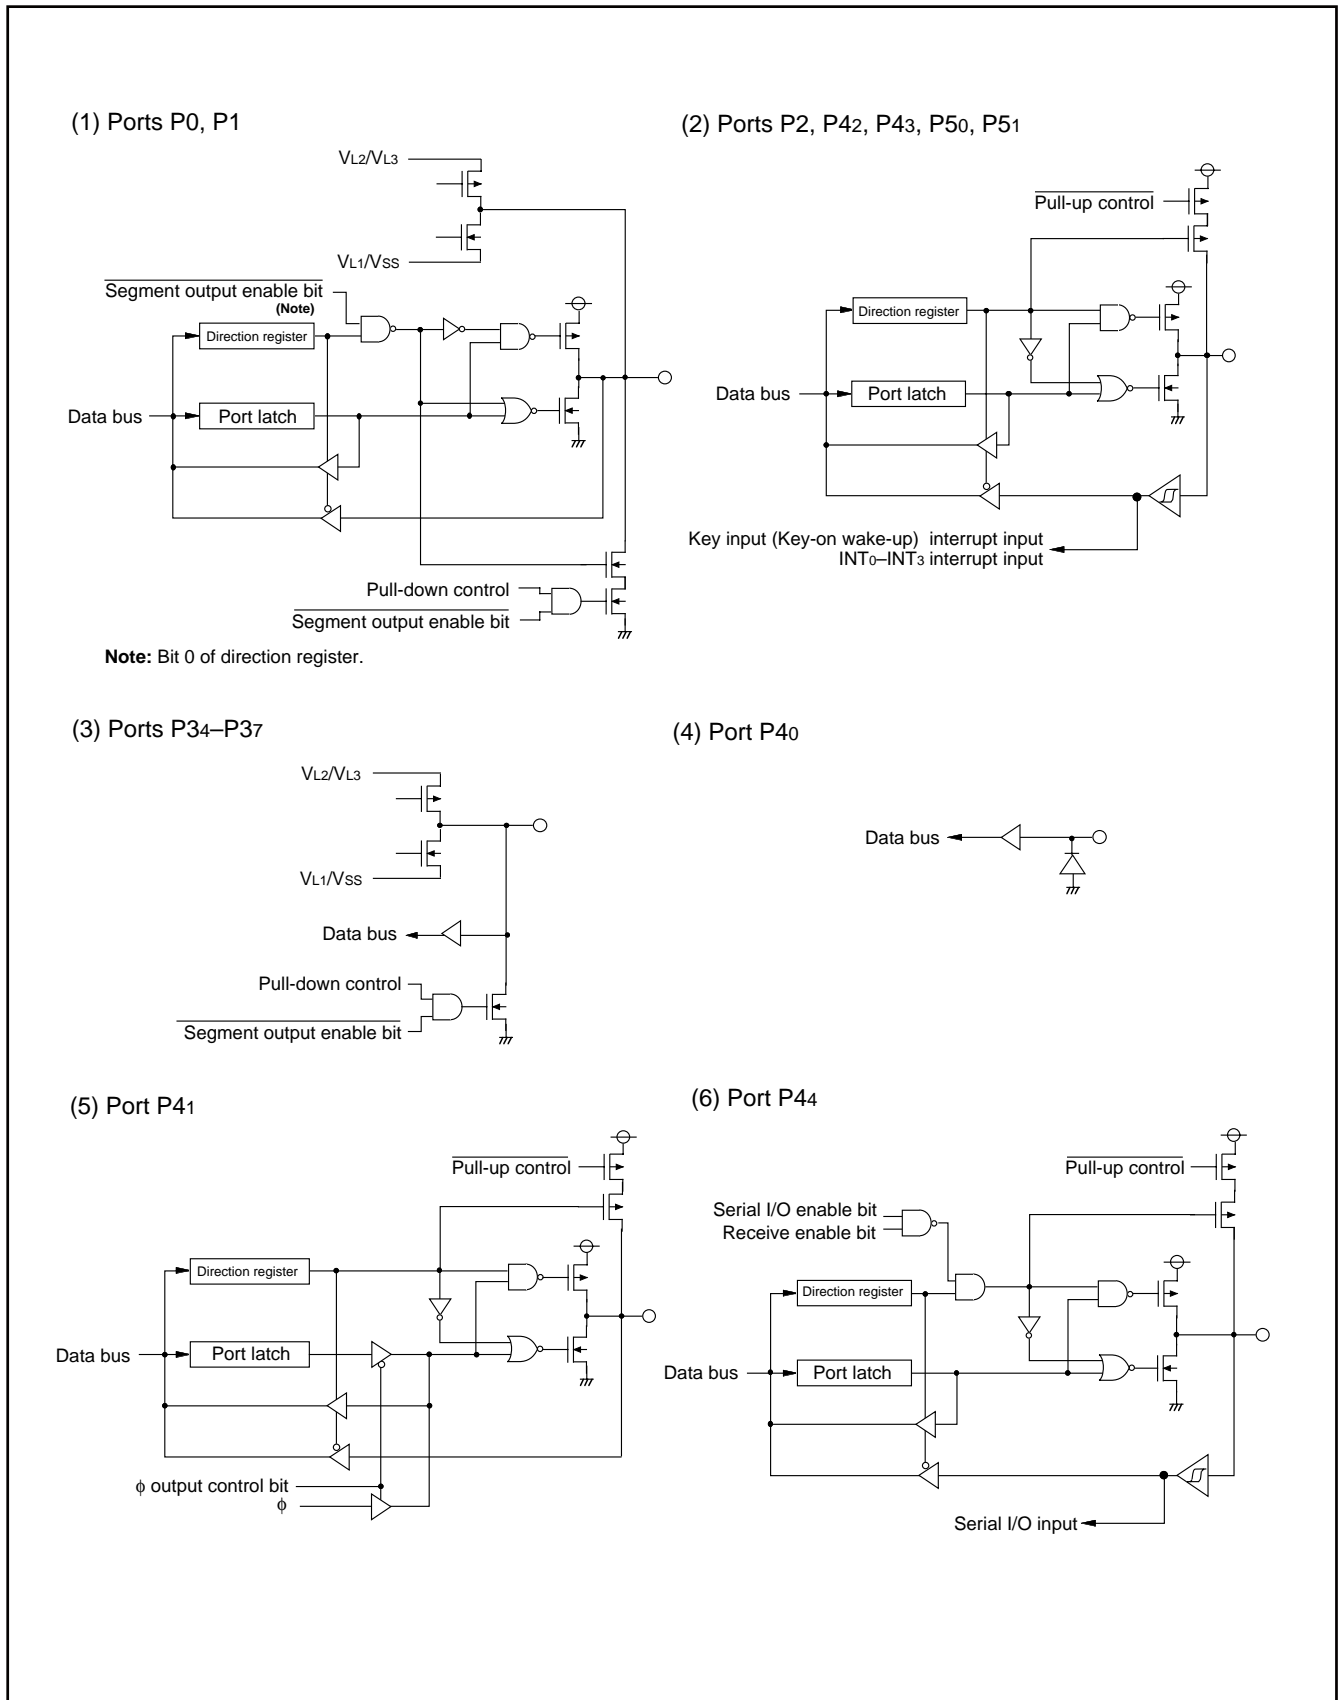 (1) Ports P0, P1
VL2/VL3
VL1/VSS
Segment output enable bit
(Note)
Direction register
Data bus
Port latch
Pull-down control
Segment output enable bit
Note: Bit 0 of direction register.
(2) Ports P2, P42, P43, P50, P51
Pull-up control
Direction register
Data bus
Port latch
Key input (Key-on wake-up) interrupt input
INT0–INT3 interrupt input
(3) Ports P34–P37
VL2/VL3
VL1/VSS
Data bus
Pull-down control
Segment output enable bit
(4) Port P40
Data bus
(5) Port P41
Pull-up control
Direction register
Data bus
Port latch
ϕ output control bit
ϕ
(6) Port P44
Pull-up control
Serial I/O enable bit
Receive enable bit
Direction register
Data bus
Port latch
Serial I/O input